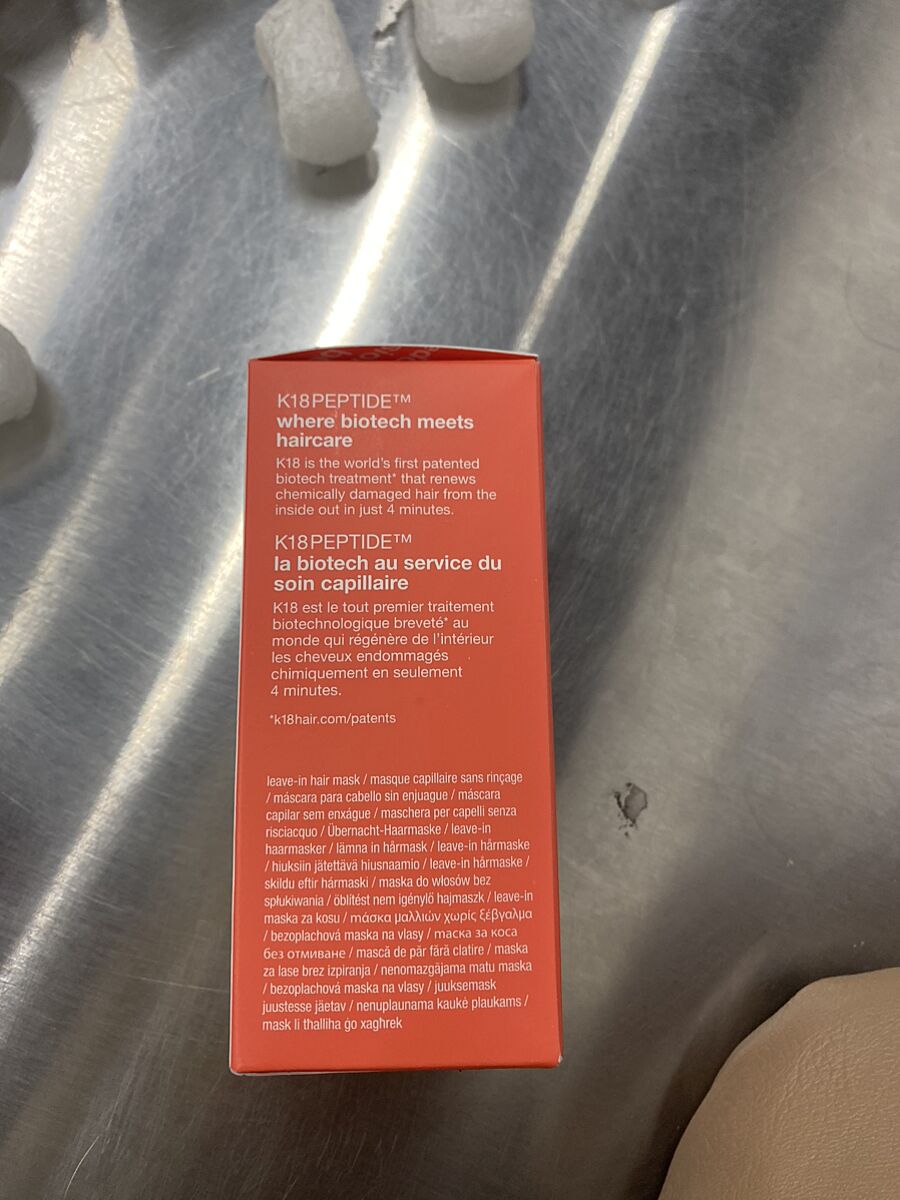 K18PEPTIDE™
where biotech meets
haircare
K18 is the world's first patented
biotech treatment* that renews
chemically damaged hair from the
inside out in just 4 minutes.
K18PEPTIDE™
la biotech au service du
soin capillaire
K18 est le tout premier traitement
biotechnologique breveté* au
monde qui régénère de l'intérieur
les cheveux endommagés
chimiquement en seulement
4 minutes.
*k18hair.com/patents
leave-in hair mask / masque capillaire sans rinçage
/ máscara para cabello sin enjuague / máscara
capilar sem enxágue / maschera per capelli senza
risciacquo / Übernacht-Haarmaske / leave-in
haarmasker / lämna in hårmask / leave-in hårmaske
/ hiuksiin jätettävä hiusnaamio / leave-in hårmaske /
skildu eftir hármaski / maska do włosów bez
spłukiwania / öblítést nem igénylő hajmaszk / leave-in
maska za kosu / μάσκα μαλλιών χωρίς ξέβγαλμα
/ bezoplachová maska na vlasy / маска за коса
без отмиване / mască de păr fără clatire / maska
za lase brez izpiranja / nenomazgājama matu maska
/ bezoplachová maska na vlasy / juuksemask
juustesse jäetav / nenuplaunama kaukė plaukams /
mask li thalliha ġo xagħrek